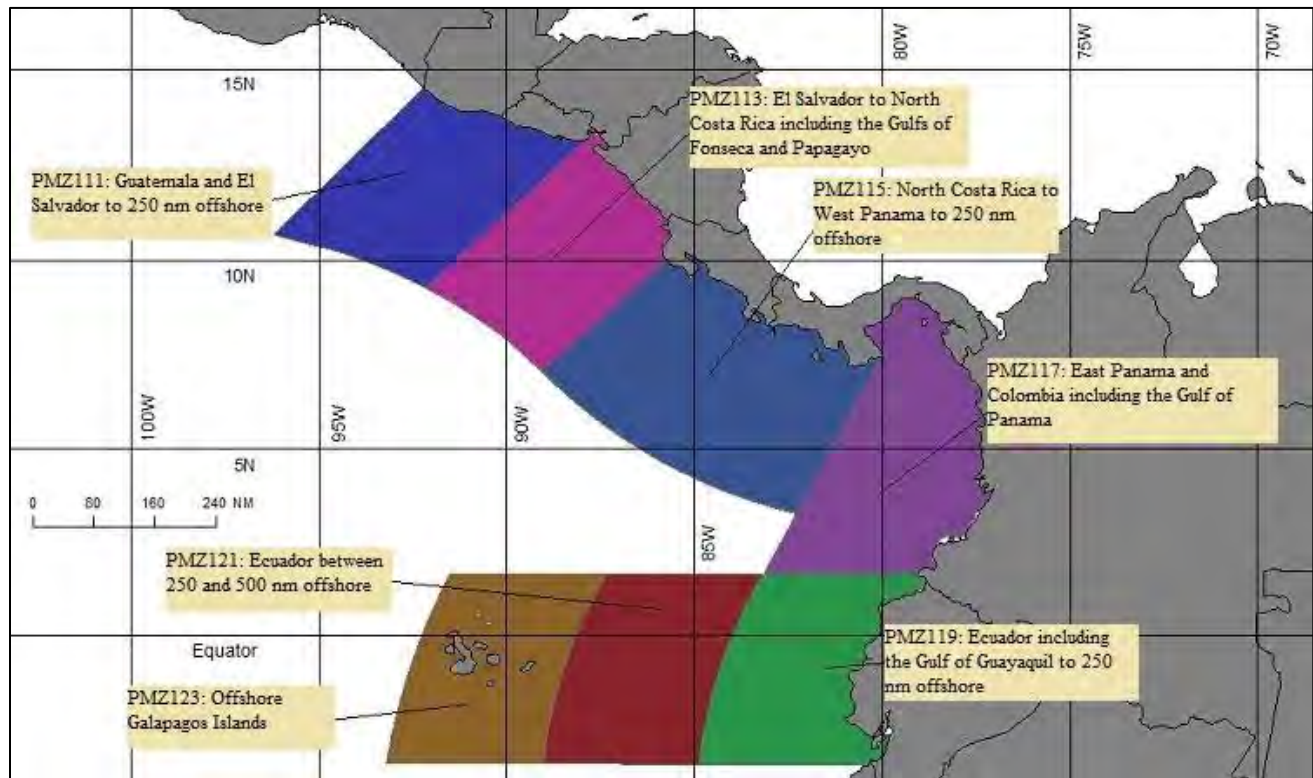 80W
75W
70W
15N
PMZ113: El Salvador to North
Costa Rica including the Gulfs of
Fonseca and Papagayo
PMZ111: Guatemala and El
Salvador to 250 nm offshore
PMZ115: North Costa Rica to
West Panama to 250 nm
offshore
10N
PMZ117: East Panama and
Colombia including the Gulf of
Panama
100W
95W
90W
5N
0 80 160 240 NM
85W
PMZ121: Ecuador between
250 and 500 nm offshore
PMZ119: Ecuador including
the Gulf of Guayaquil to 250
nm offshore
Equator
PMZ123: Offshore
Galapagos Islands